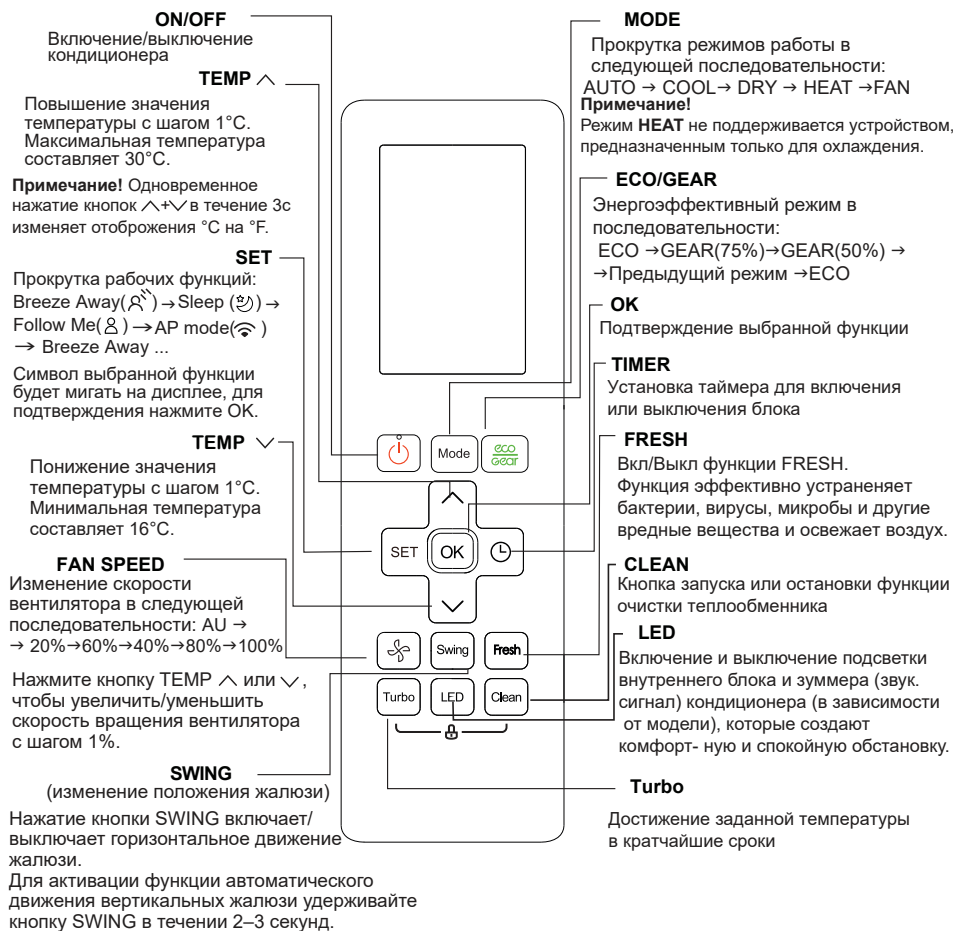 ON/OFF
Включение/выключение
кондиционера
TEMP ︿
Повышение значения
температуры с шагом 1°C.
Максимальная температура
составляет 30°C.
Примечание! Одновременное
нажатие кнопок ︿+﹀ в течение 3с
изменяет отоброжения °C на °F.
SET
Прокрутка рабочих функций:
Breeze Away( ) → Sleep ( ) →
Follow Me( ) → AP mode( )
→ Breeze Away ...
Символ выбранной функции
будет мигать на дисплее, для
подтверждения нажмите OK.
TEMP ﹀
Понижение значения
температуры с шагом 1°C.
Минимальная температура
составляет 16°C.
FAN SPEED
Изменение скорости
вентилятора в следующей
последовательности: AU →
→ 20%→60%→40%→80%→100%
Нажмите кнопку TEMP ︿ или ﹀,
чтобы увеличить/уменьшить
скорость вращения вентилятора
с шагом 1%.
SWING
(изменение положения жалюзи)
Нажатие кнопки SWING включает/
выключает горизонтальное движение
жалюзи.
Для активации функции автоматического
движения вертикальных жалюзи удерживайте
кнопку SWING в течении 2–3 секунд.
Mode
eco
Gear
SET
OK
Swing
Fresh
Turbo
LED
Clean
MODE
Прокрутка режимов работы в
следующей последовательности:
AUTO → COOL→ DRY → HEAT →FAN
Примечание!
Режим HEAT не поддерживается устройством,
предназначенным только для охлаждения.
ECO/GEAR
Энергоэффективный режим в
последовательности:
ECO →GEAR(75%)→GEAR(50%) →
→Предыдущий режим →ECO
OK
Подтверждение выбранной функции
TIMER
Установка таймера для включения
или выключения блока
FRESH
Вкл/Выкл функции FRESH.
Функция эффективно устраненяет
бактерии, вирусы, микробы и другие
вредные вещества и освежает воздух.
CLEAN
Кнопка запуска или остановки функции
очистки теплообменника
LED
Включение и выключение подсветки
внутреннего блока и зуммера (звук.
сигнал) кондиционера (в зависимости
от модели), которые создают
комфорт- ную и спокойную обстановку.
Turbo
Достижение заданной температуры
в кратчайшие сроки